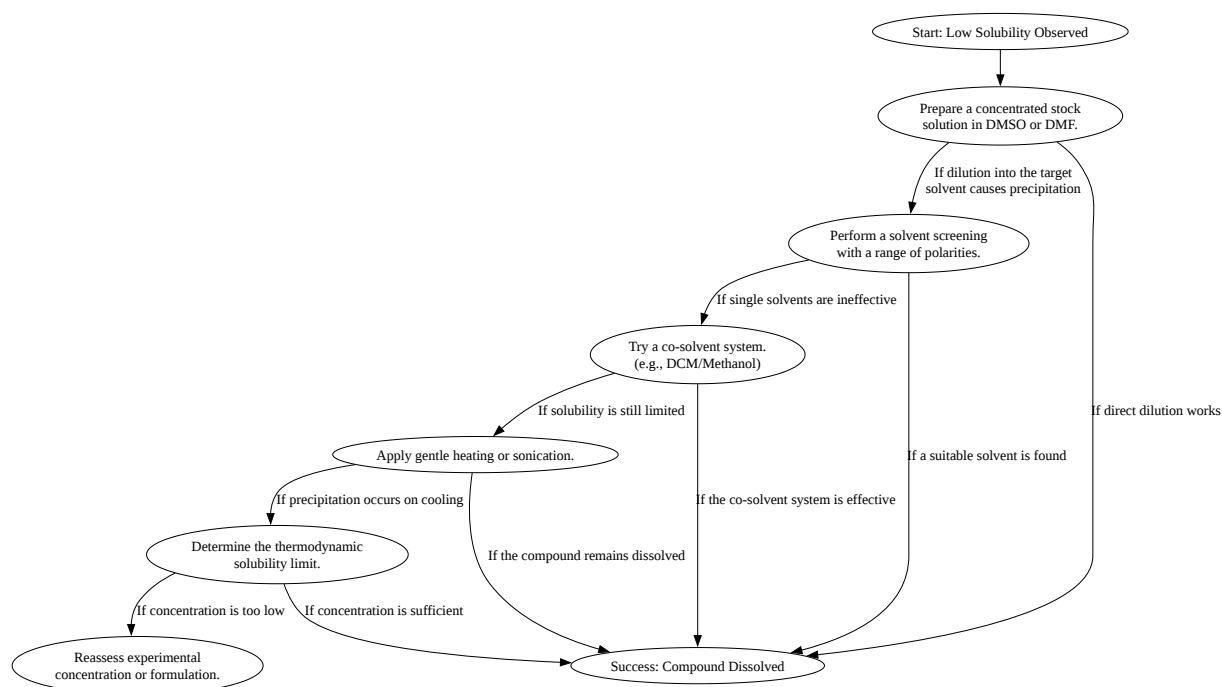 Start: Low Solubility Observed
Prepare a concentrated stock
solution in DMSO or DMF.
If dilution into the target
solvent causes precipitation
Perform a solvent screening
with a range of polarities.
If single solvents are ineffective
Try a co-solvent system.
(e.g., DCM/Methanol)
If solubility is still limited
If direct dilution works
Apply gentle heating or sonication.
If a suitable solvent is found
If precipitation occurs on cooling
If the co-solvent system is effective
Determine the thermodynamic
solubility limit.
If the compound remains dissolved
If concentration is too low
If concentration is sufficient
Reassess experimental
concentration or formulation.
Success: Compound Dissolved